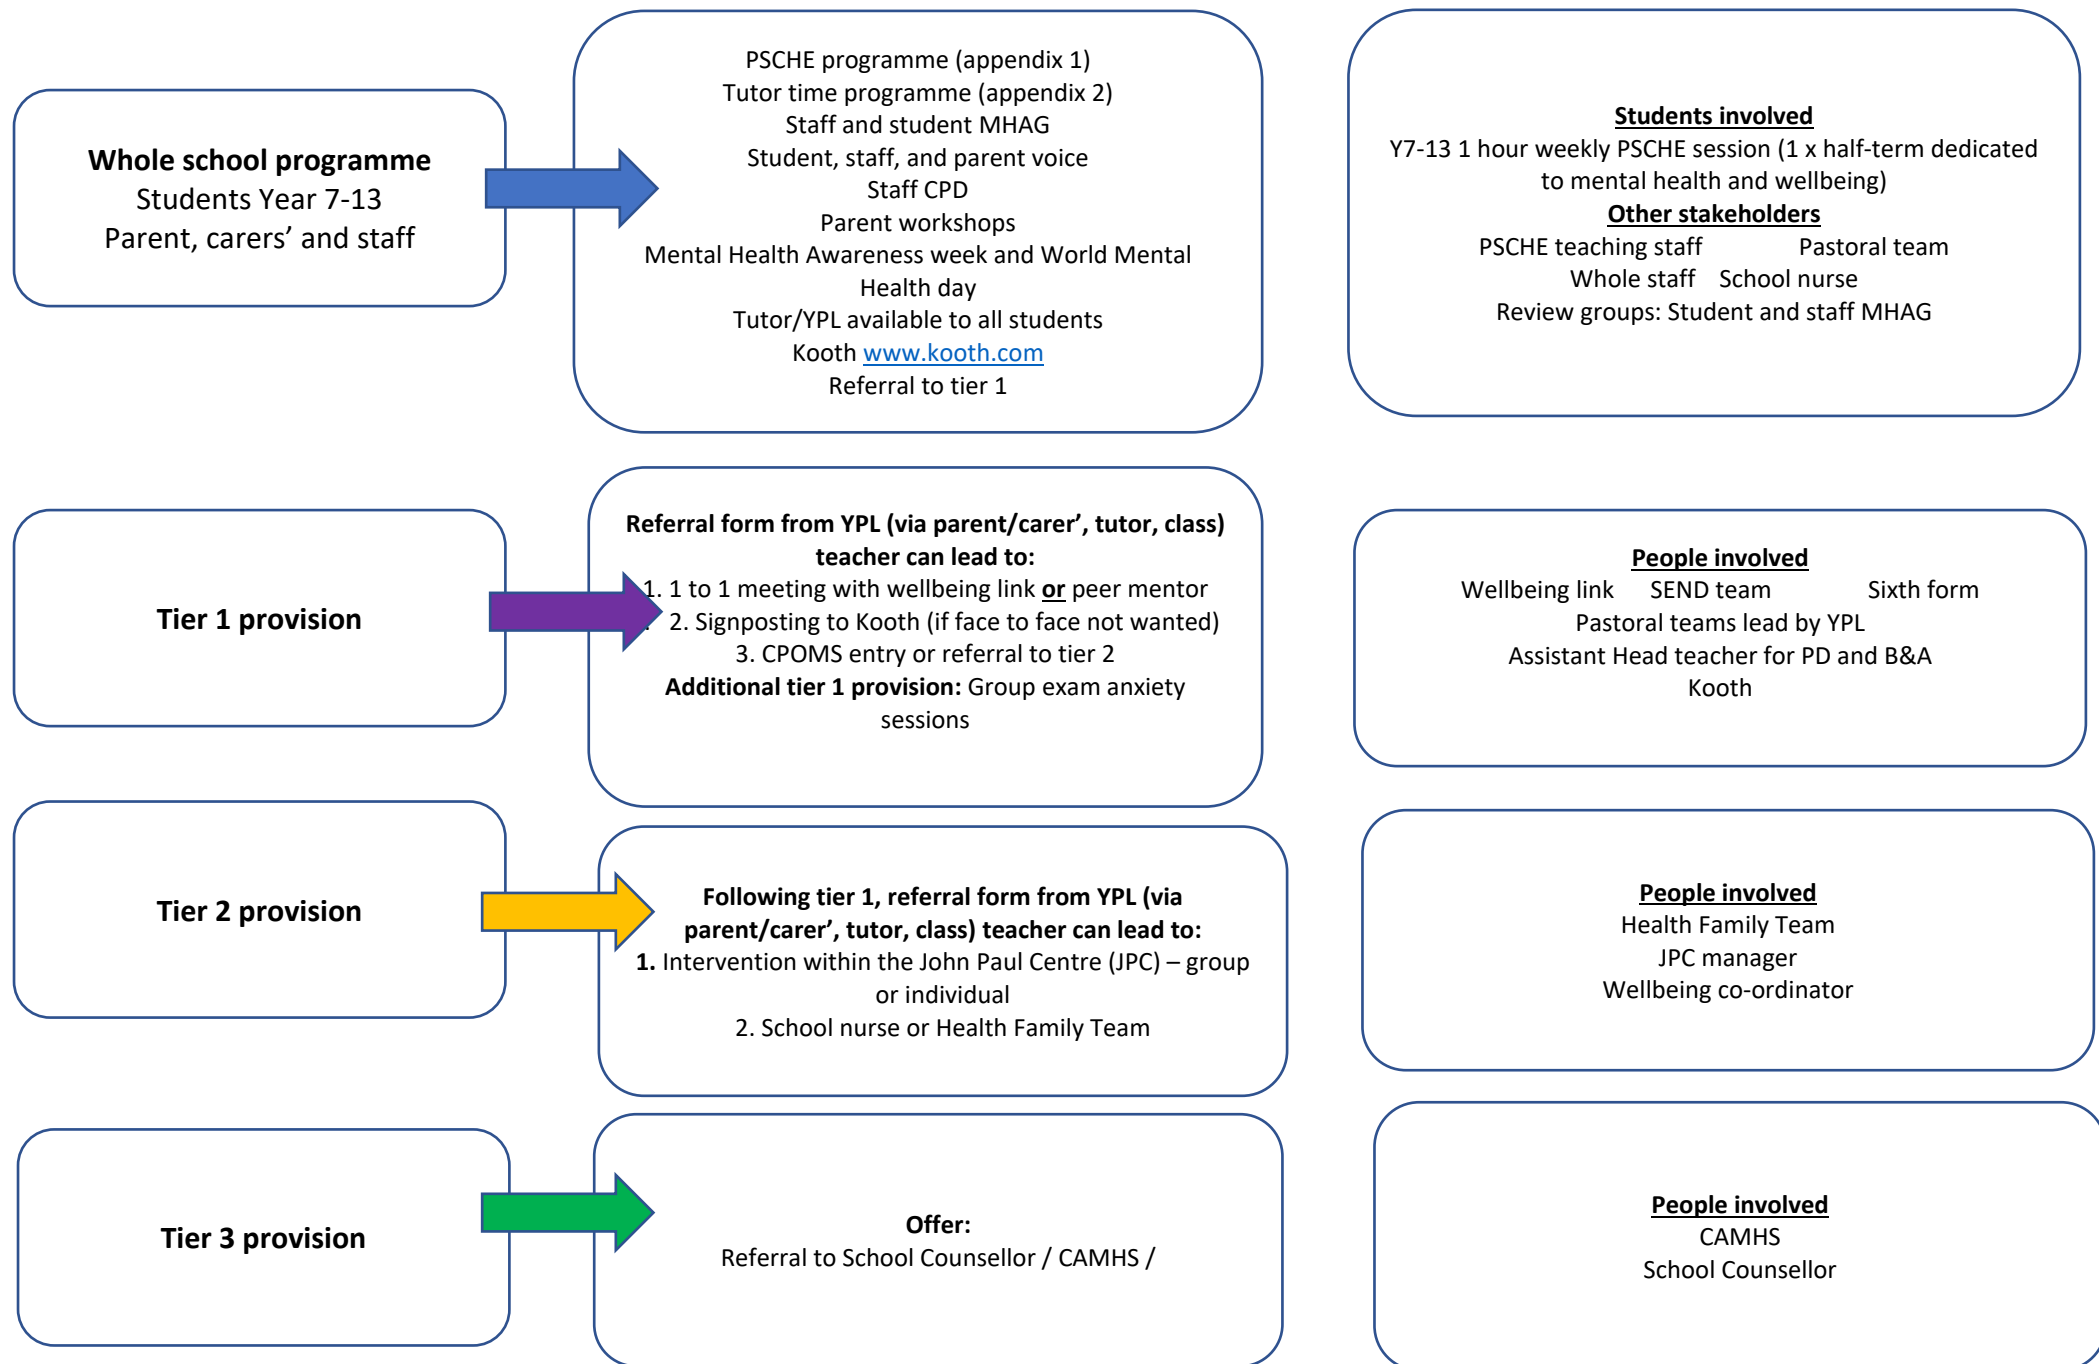 Whole school programme
Students Year 7-13
Parent, carers’ and staff
PSCHE programme (appendix 1)
Tutor time programme (appendix 2)
Staff and student MHAG
Student, staff, and parent voice
Staff CPD
Parent workshops
Mental Health Awareness week and World Mental
Health day
Tutor/YPL available to all students
Kooth www.kooth.com
Referral to tier 1
Students involved
Y7-13 1 hour weekly PSCHE session (1 x half-term dedicated
to mental health and wellbeing)
Other stakeholders
PSCHE teaching staff Pastoral team
Whole staff School nurse
Review groups: Student and staff MHAG
Tier 1 provision
Referral form from YPL (via parent/carer’, tutor, class)
teacher can lead to:
1. 1 to 1 meeting with wellbeing link or peer mentor
2. Signposting to Kooth (if face to face not wanted)
3. CPOMS entry or referral to tier 2
Additional tier 1 provision: Group exam anxiety
sessions
People involved
Wellbeing link SEND team Sixth form
Pastoral teams lead by YPL
Assistant Head teacher for PD and B&A
Kooth
Tier 2 provision
Following tier 1, referral form from YPL (via
parent/carer’, tutor, class) teacher can lead to:
1. Intervention within the John Paul Centre (JPC) – group
or individual
2. School nurse or Health Family Team
People involved
Health Family Team
JPC manager
Wellbeing co-ordinator
Tier 3 provision
Offer:
Referral to School Counsellor / CAMHS /
People involved
CAMHS
School Counsellor